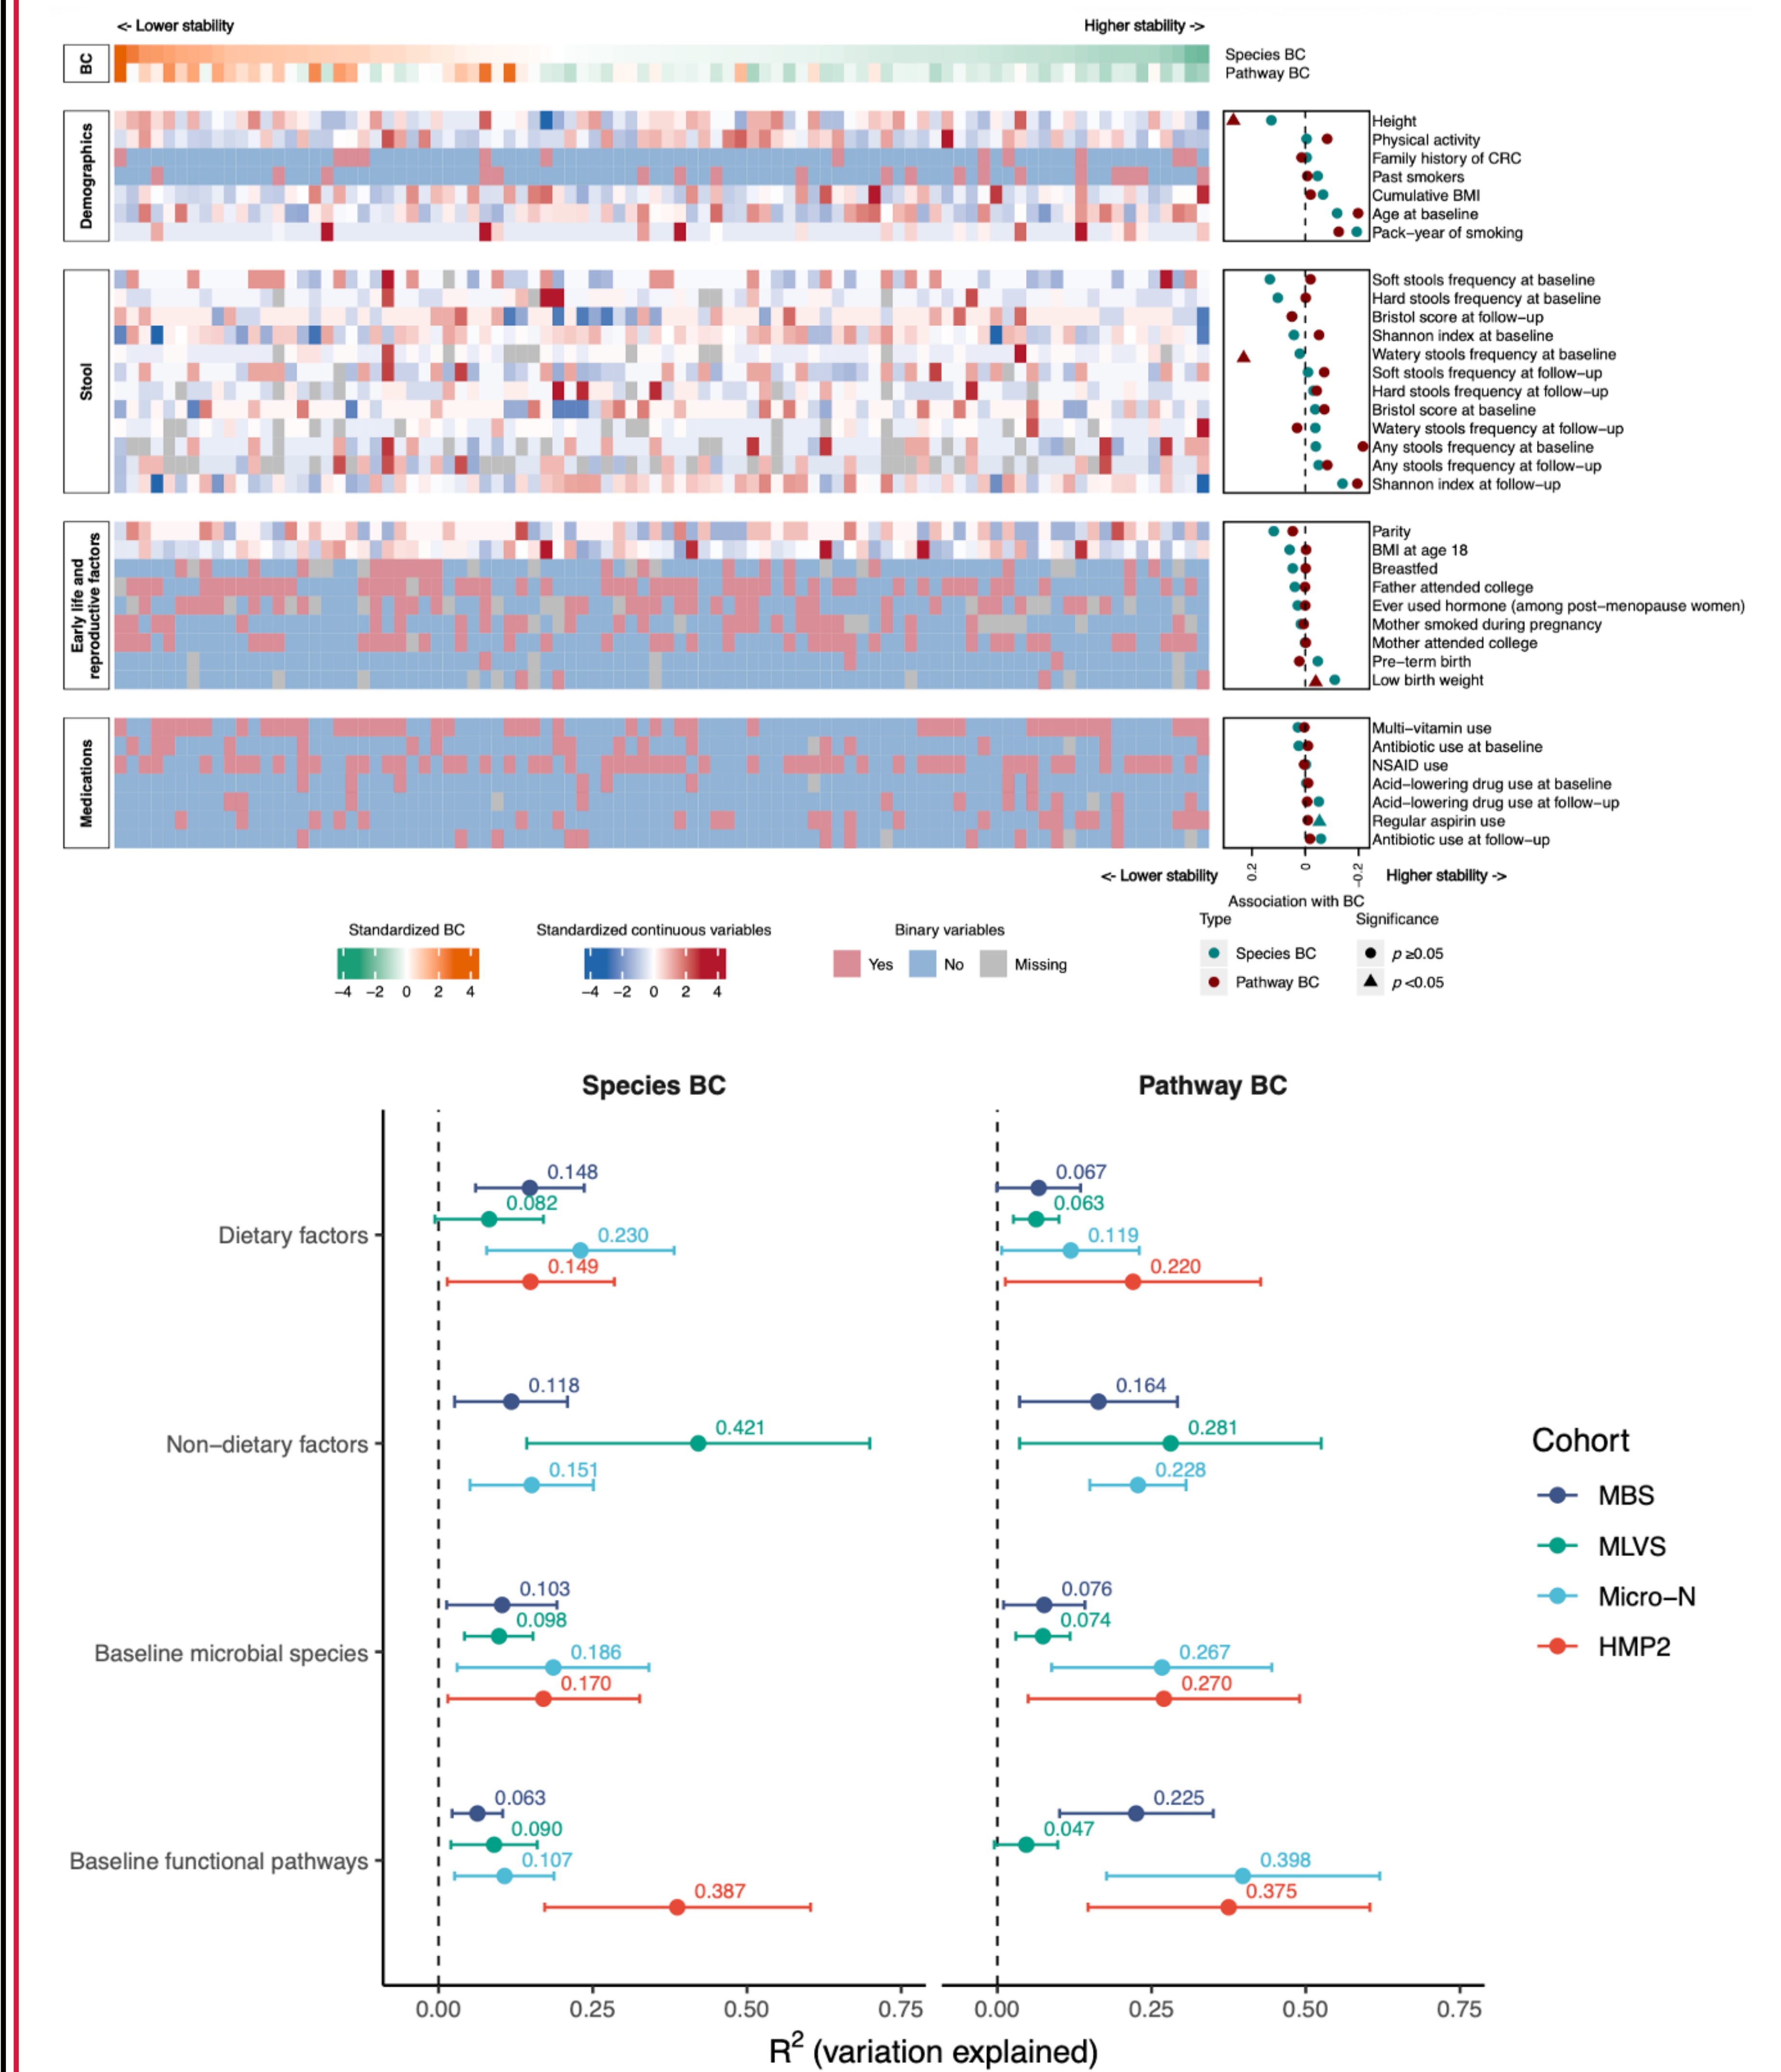 <- Lower stability
Higher stability ->
BC
Species BC
Pathway BC
Demographics
Height
Physical activity
Family history of CRC
Past smokers
Cumulative BMI
Age at baseline
Pack-year of smoking
Stool
Soft stools frequency at baseline
Hard stools frequency at baseline
Bristol score at follow-up
Shannon index at baseline
Watery stools frequency at baseline
Soft stools frequency at follow-up
Hard stools frequency at follow-up
Bristol score at baseline
Watery stools frequency at follow-up
Any stools frequency at baseline
Any stools frequency at follow-up
Shannon index at follow-up
Early life and
reproductive factors
Parity
BMI at age 18
Breastfed
Father attended college
Ever used hormone (among post-menopause women)
Mother smoked during pregnancy
Mother attended college
Pre-term birth
Low birth weight
Medications
Multi-vitamin use
Antibiotic use at baseline
NSAID use
Acid-lowering drug use at baseline
Acid-lowering drug use at follow-up
Regular aspirin use
Antibiotic use at follow-up
0.2 0 -0.2
<- Lower stability
Higher stability ->
Association with BC
Standardized BC
-4 -2 0 2 4
Standardized continuous variables
-4 -2 0 2 4
Binary variables
Yes No Missing
Type
Species BC
Pathway BC
Significance
p ≥0.05
p <0.05
Species BC
Pathway BC
Dietary factors
0.148
0.082
0.230
0.149
0.067
0.063
0.119
0.220
Non-dietary factors
0.118
0.421
0.151
0.164
0.281
0.228
Baseline microbial species
0.103
0.098
0.186
0.170
0.076
0.074
0.267
0.270
Baseline functional pathways
0.063
0.090
0.107
0.387
0.225
0.047
0.398
0.375
0.00 0.25 0.50 0.75
0.00 0.25 0.50 0.75
R² (variation explained)
Cohort
MBS
MLVS
Micro-N
HMP2